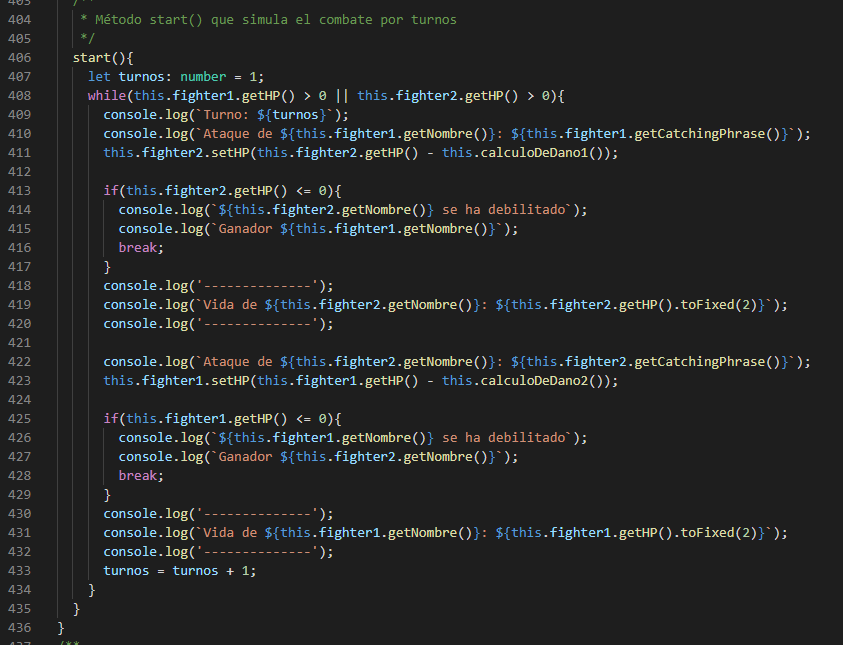 403 /**
404 * Método start() que simula el combate por turnos
405 */
406 start(){
407 let turnos: number = 1;
408 while(this.fighter1.getHP() > 0 || this.fighter2.getHP() > 0){
409 console.log(`Turno: ${turnos}`);
410 console.log(`Ataque de ${this.fighter1.getNombre()}: ${this.fighter1.getCatchingPhrase()}`);
411 this.fighter2.setHP(this.fighter2.getHP() - this.calculoDeDano1());
412
413 if(this.fighter2.getHP() <= 0){
414 console.log(`${this.fighter2.getNombre()} se ha debilitado`);
415 console.log(`Ganador ${this.fighter1.getNombre()}`);
416 break;
417 }
418 console.log('--------------');
419 console.log(`Vida de ${this.fighter2.getNombre()}: ${this.fighter2.getHP().toFixed(2)}`);
420 console.log('--------------');
421
422 console.log(`Ataque de ${this.fighter2.getNombre()}: ${this.fighter2.getCatchingPhrase()}`);
423 this.fighter1.setHP(this.fighter1.getHP() - this.calculoDeDano2());
424
425 if(this.fighter1.getHP() <= 0){
426 console.log(`${this.fighter1.getNombre()} se ha debilitado`);
427 console.log(`Ganador ${this.fighter2.getNombre()}`);
428 break;
429 }
430 console.log('--------------');
431 console.log(`Vida de ${this.fighter1.getNombre()}: ${this.fighter1.getHP().toFixed(2)}`);
432 console.log('--------------');
433 turnos = turnos + 1;
434 }
435 }
436 }
437 /**